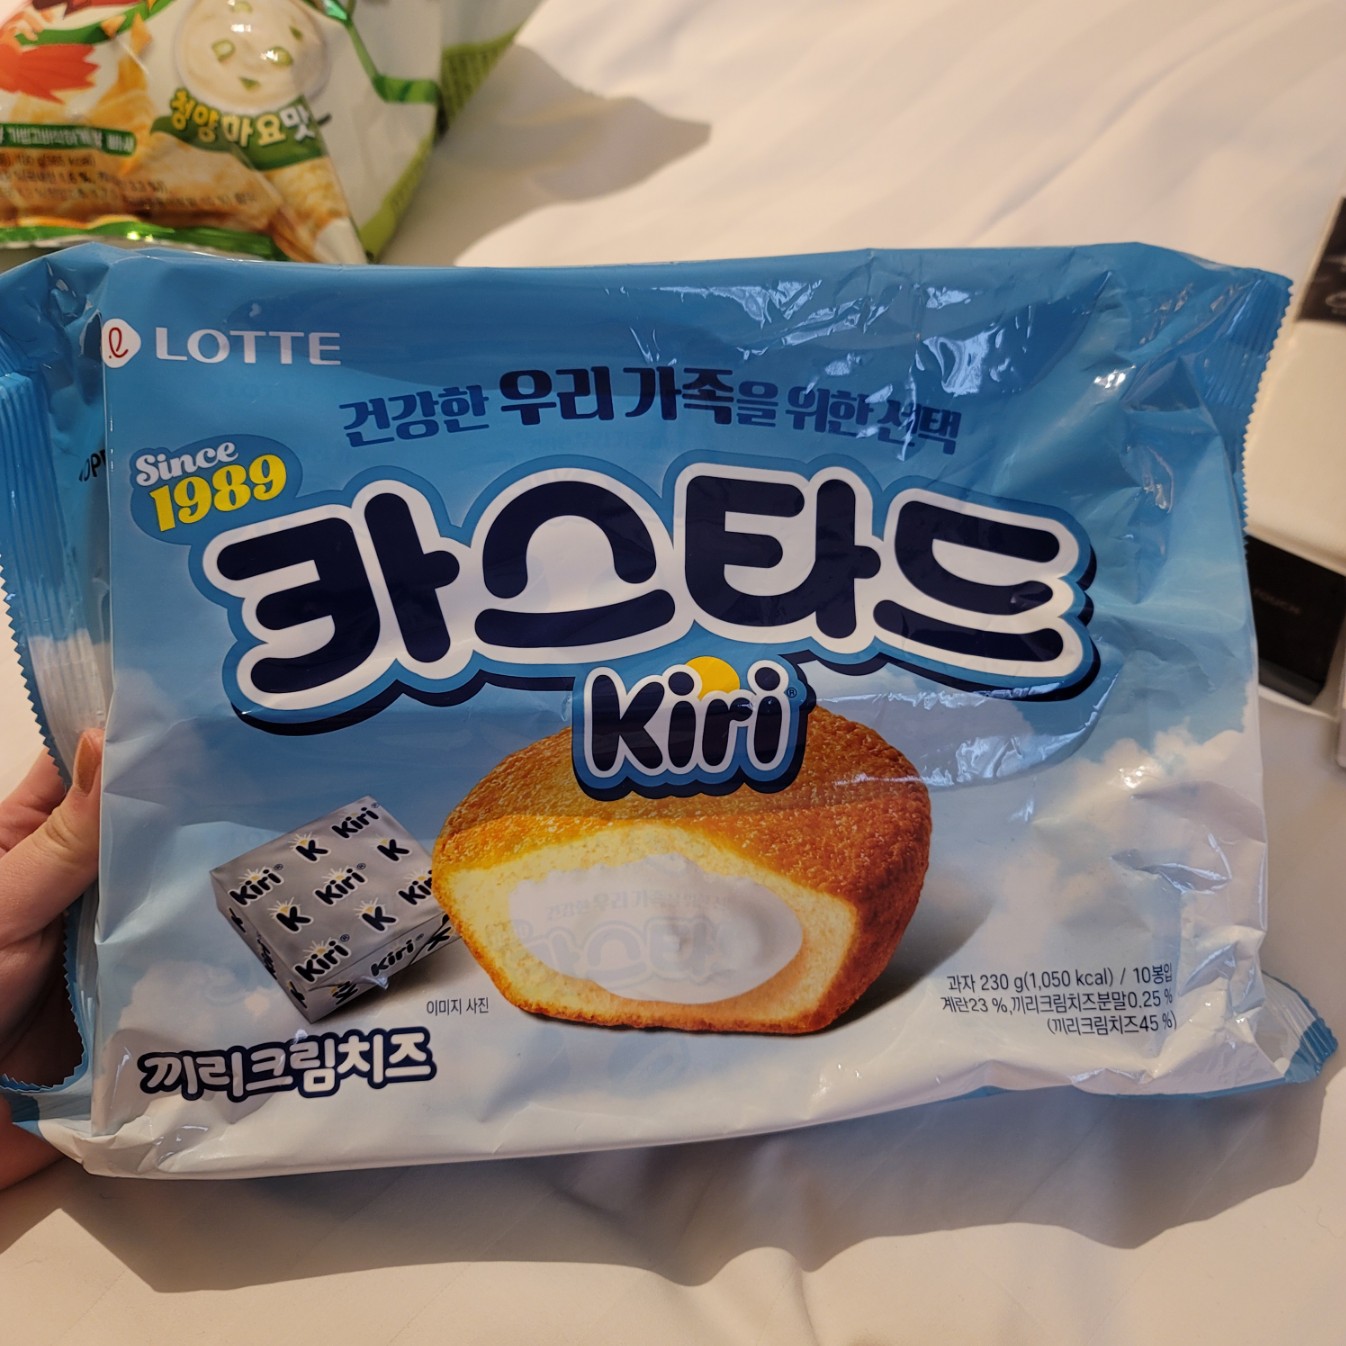 청양마요맛
LOTTE
건강한 우리 가족을 위한 선택
Since
1989
카스타드
Kiri
Kiri
K
K
Kiri
K
Kiri
Kiri
이미지 사진
끼리크림치즈
과자 230 g(1,050 kcal) / 10봉입
계란23 %,끼리크림치즈분말0.25 %
(끼리크림치즈45 %)